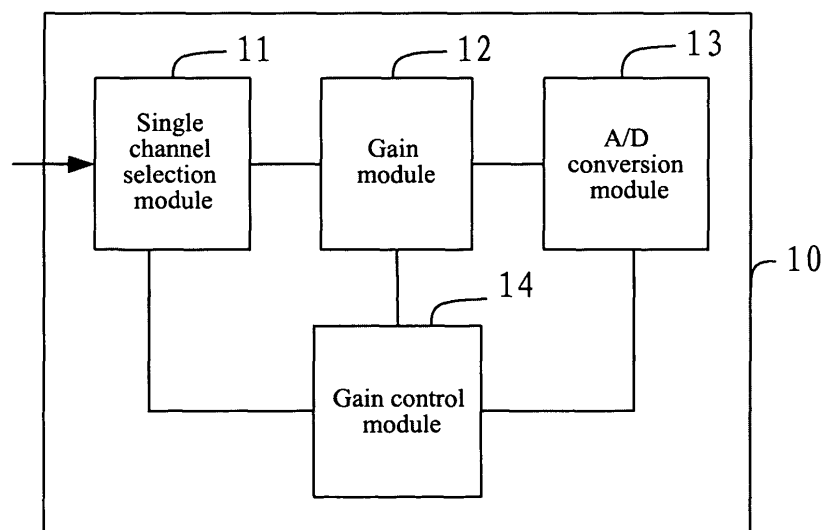 11
12
13
Single
channel
selection
module
Gain
module
A/D
conversion
module
10
14
Gain control
module